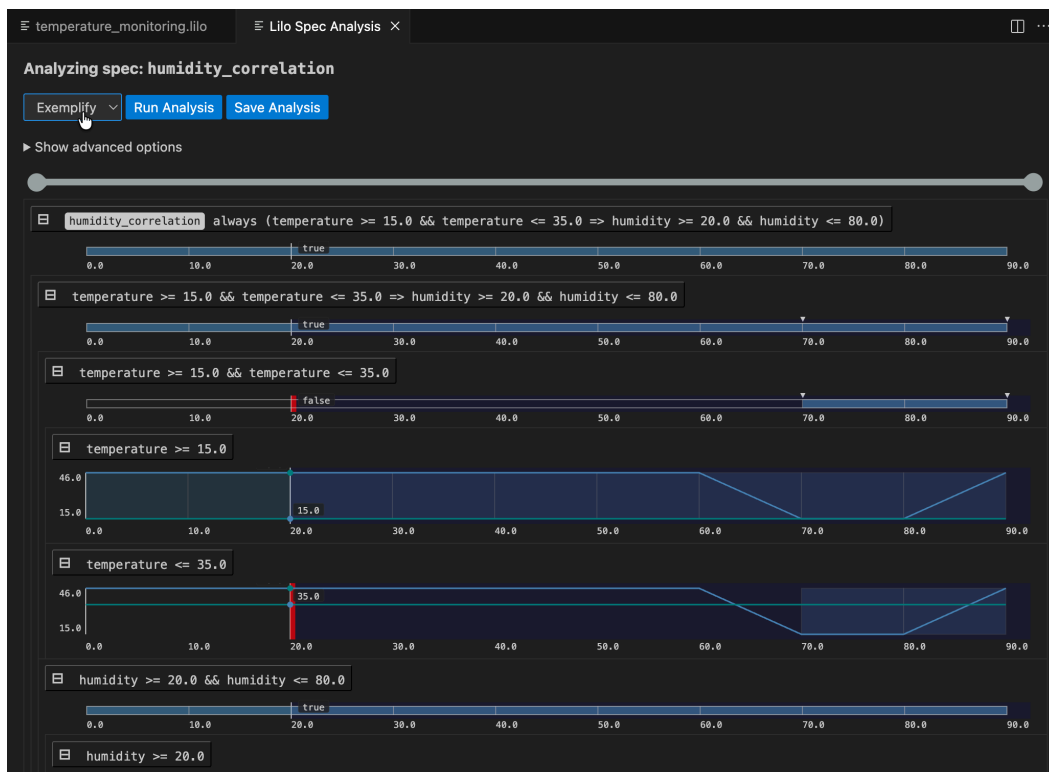 temperature_monitoring.lilo Lilo Spec Analysis
Analyzing spec: humidity_correlation
Exemplify Run Analysis Save Analysis
Show advanced options
humidity_correlation always (temperature >= 15.0 && temperature <= 35.0 => humidity >= 20.0 && humidity <= 80.0)
true
0.0 10.0 20.0 30.0 40.0 50.0 60.0 70.0 80.0 90.0
temperature >= 15.0 && temperature <= 35.0 => humidity >= 20.0 && humidity <= 80.0
true
0.0 10.0 20.0 30.0 40.0 50.0 60.0 70.0 80.0 90.0
temperature >= 15.0 && temperature <= 35.0
false
0.0 10.0 20.0 30.0 40.0 50.0 60.0 70.0 80.0 90.0
temperature >= 15.0
46.0
15.0 15.0
0.0 10.0 20.0 30.0 40.0 50.0 60.0 70.0 80.0 90.0
temperature <= 35.0
46.0 35.0
15.0
0.0 10.0 20.0 30.0 40.0 50.0 60.0 70.0 80.0 90.0
humidity >= 20.0 && humidity <= 80.0
true
0.0 10.0 20.0 30.0 40.0 50.0 60.0 70.0 80.0 90.0
humidity >= 20.0